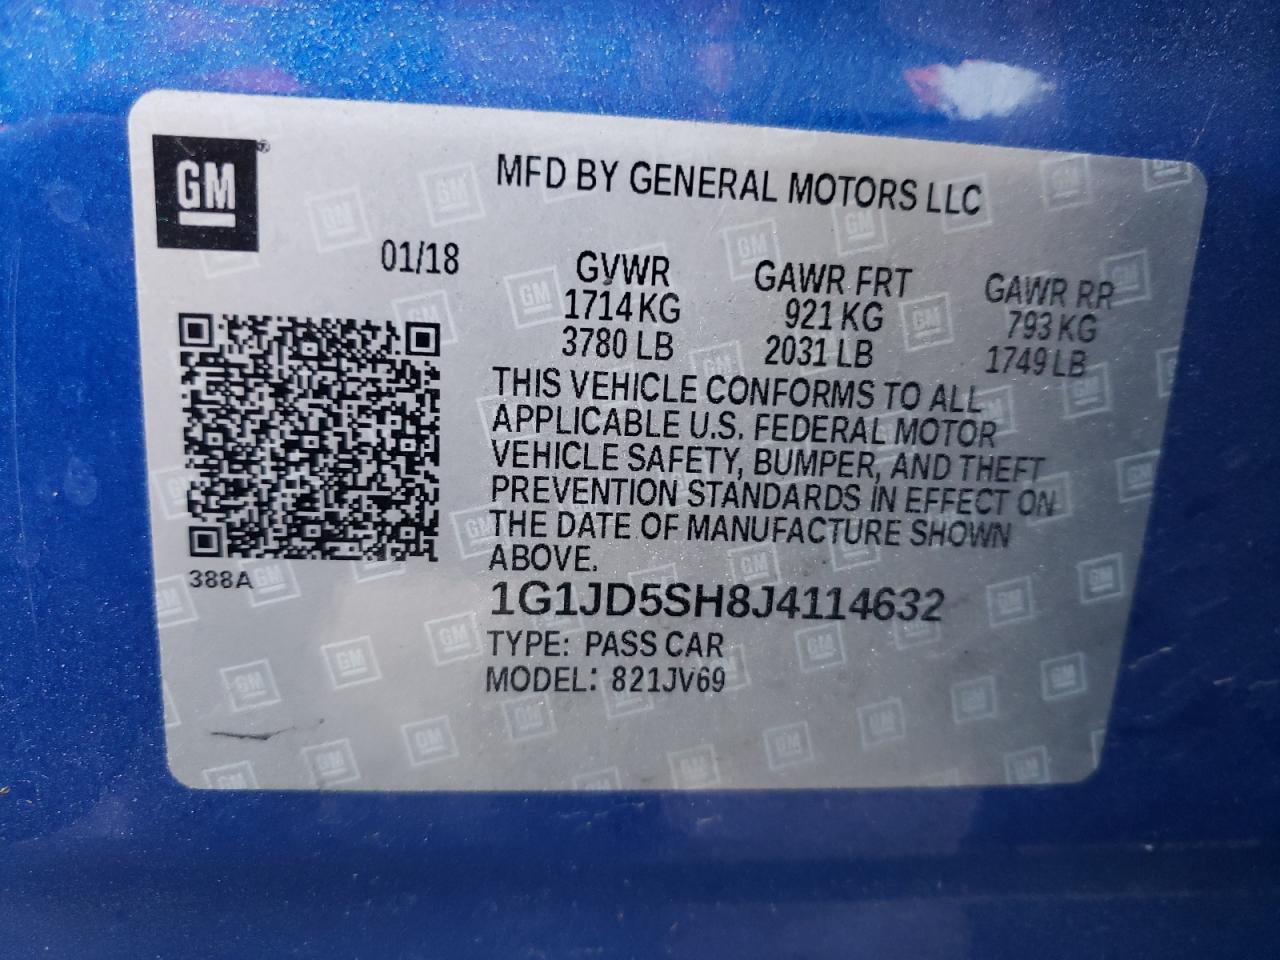 GM
MFD BY GENERAL MOTORS LLC
01/18
GVWR GAWR FRT GAWR RR
1714 KG 921 KG 793 KG
3780 LB 2031 LB 1749 LB
THIS VEHICLE CONFORMS TO ALL
APPLICABLE U.S. FEDERAL MOTOR
VEHICLE SAFETY, BUMPER, AND THEFT
PREVENTION STANDARDS IN EFFECT ON
THE DATE OF MANUFACTURE SHOWN
ABOVE.
388A
1G1JD5SH8J4114632
TYPE: PASS CAR
MODEL: 821JV69